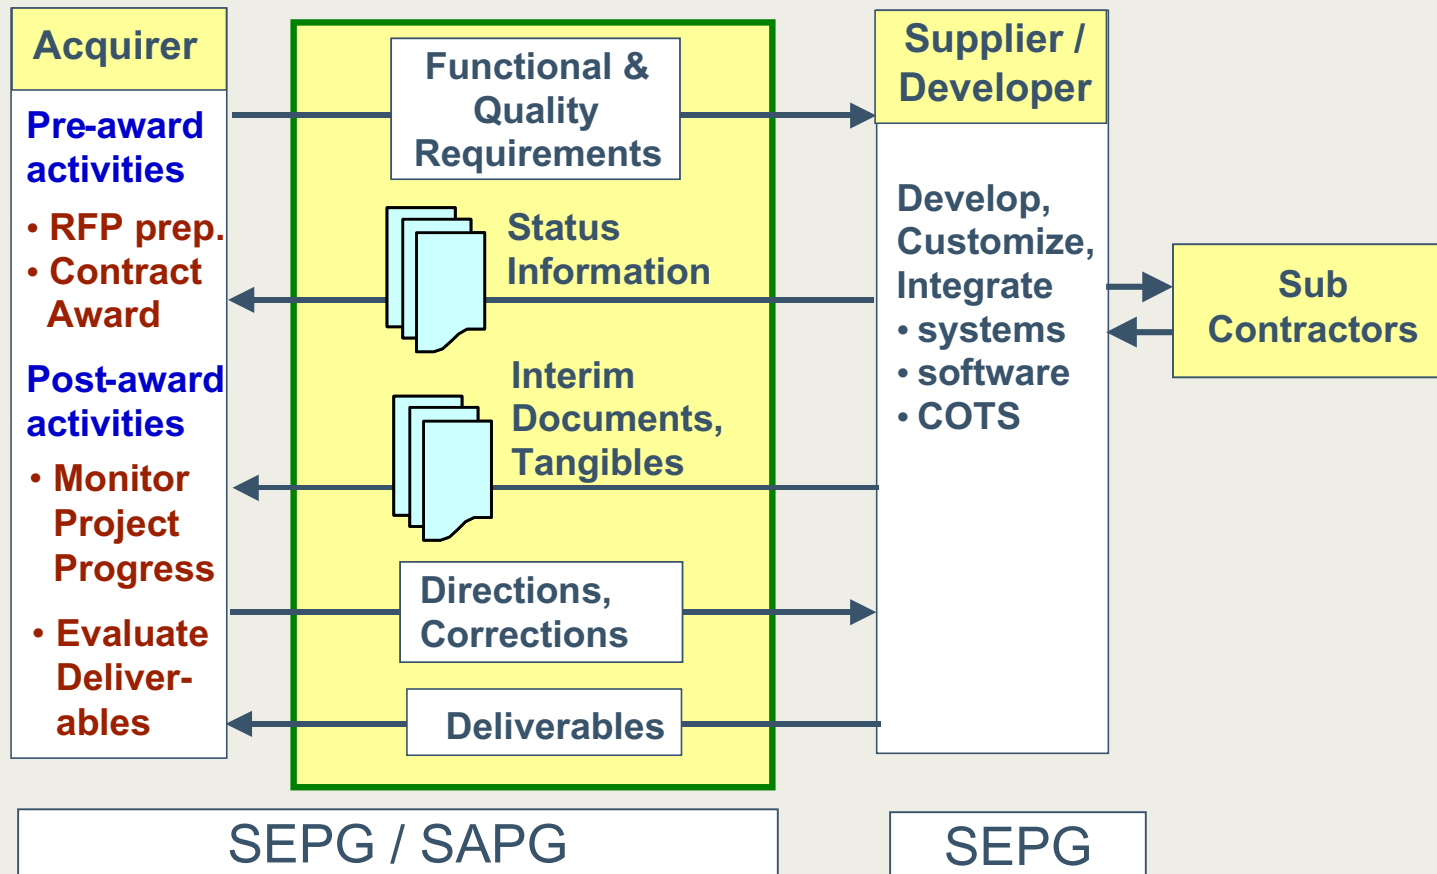 Acquirer
Pre-award
activities
• RFP prep.
• Contract
Award
Post-award
activities
• Monitor
Project
Progress
• Evaluate
Deliver-
ables
Functional &
Quality
Requirements
Status
Information
Interim
Documents,
Tangibles
Directions,
Corrections
Deliverables
Supplier /
Developer
Develop,
Customize,
Integrate
• systems
• software
• COTS
Sub
Contractors
SEPG / SAPG
SEPG